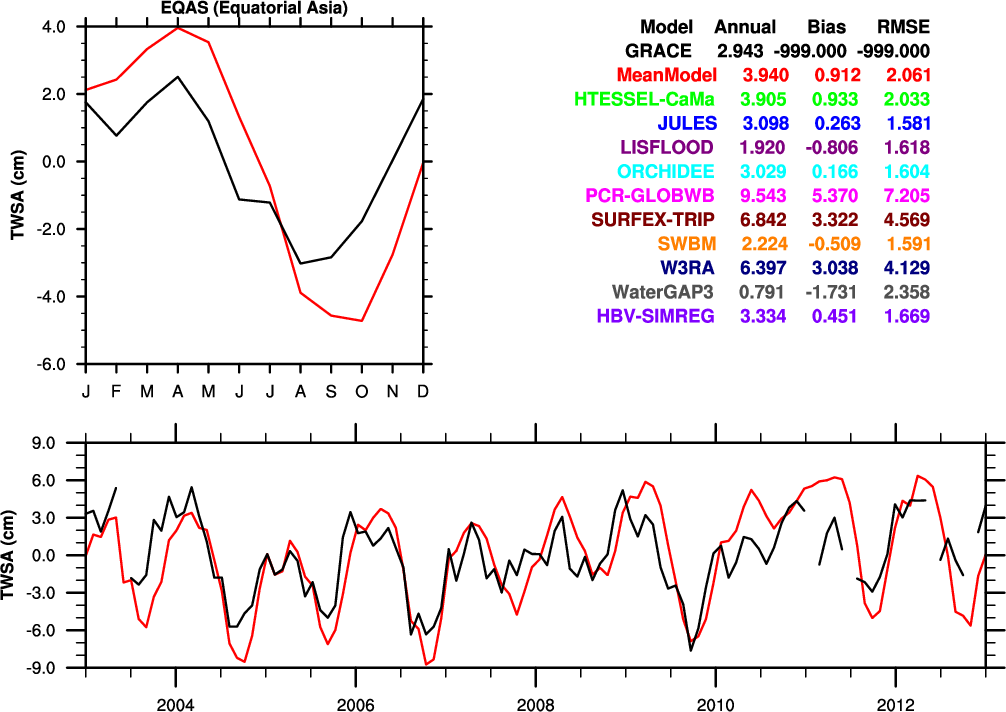 EQAS (Equatorial Asia)
4.0
2.0
0.0
-2.0
-4.0
-6.0
TWSA (cm)
J F M A M J J A S O N D
Model Annual Bias RMSE
GRACE 2.943 -999.000 -999.000
MeanModel 3.940 0.912 2.061
HTESSEL-CaMa 3.905 0.933 2.033
JULES 3.098 0.263 1.581
LISFLOOD 1.920 -0.806 1.618
ORCHIDEE 3.029 0.166 1.604
PCR-GLOBWB 9.543 5.370 7.205
SURFEX-TRIP 6.842 3.322 4.569
SWBM 2.224 -0.509 1.591
W3RA 6.397 3.038 4.129
WaterGAP3 0.791 -1.731 2.358
HBV-SIMREG 3.334 0.451 1.669
9.0
6.0
3.0
0.0
-3.0
-6.0
-9.0
TWSA (cm)
2004 2006 2008 2010 2012